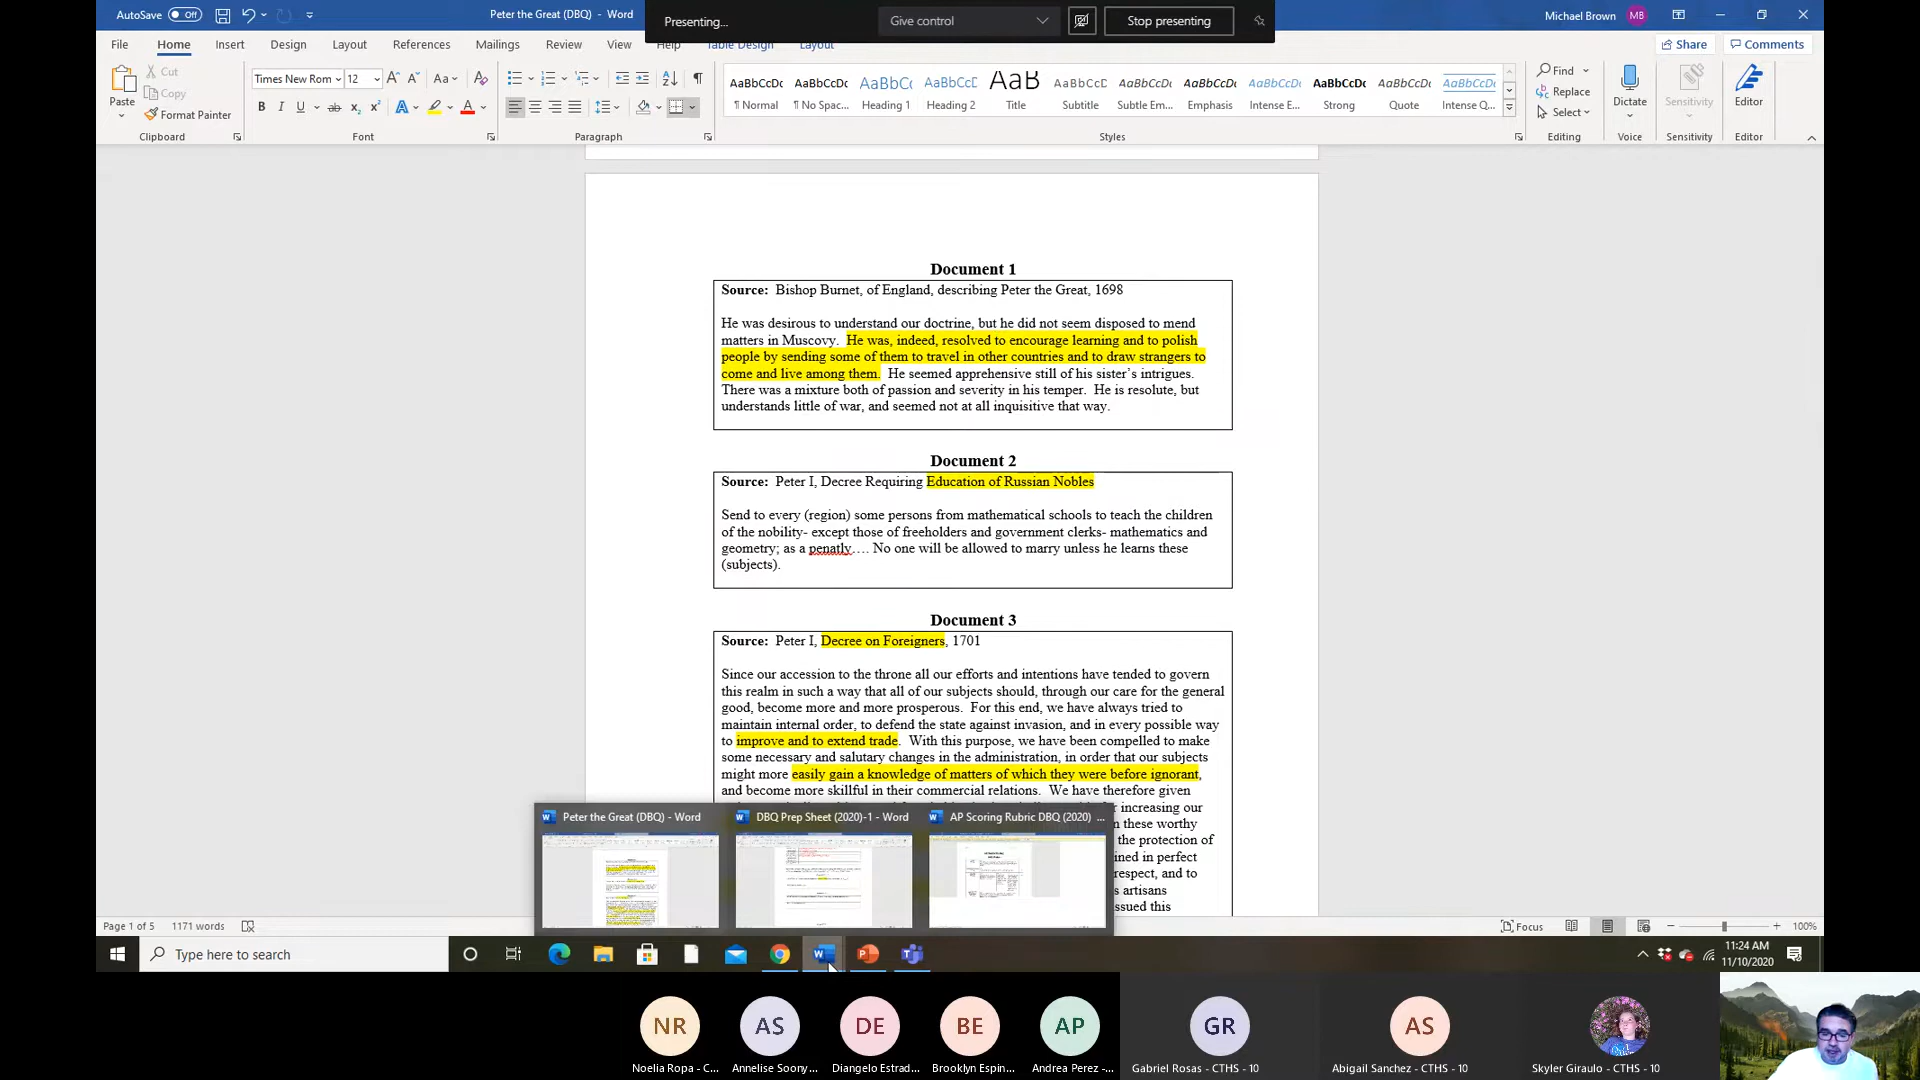 AutoSave Off Peter the Great (DBQ) - Word Presenting... Give control Stop presenting Michael Brown MB
File Home Insert Design Layout References Mailings Review View Help Table Design Layout Share Comments
Paste Cut Copy Format Painter
Times New Rom 12
AaBbCcDc AaBbCcDc AaBbCc AaBbCcD AaB AaBbCcD AaBbCcDc AaBbCcDc AaBbCcDc AaBbCcDc AaBbCcDc AaBbCcDc
¶ Normal ¶ No Spac... Heading 1 Heading 2 Title Subtitle Subtle Em... Emphasis Intense E... Strong Quote Intense Q...
Find Replace Select Dictate Sensitivity Editor
Clipboard Font Paragraph Styles Editing Voice Sensitivity Editor
Document 1
Source: Bishop Burnet, of England, describing Peter the Great, 1698
He was desirous to understand our doctrine, but he did not seem disposed to mend
matters in Muscovy. He was, indeed, resolved to encourage learning and to polish
people by sending some of them to travel in other countries and to draw strangers to
come and live among them. He seemed apprehensive still of his sister's intrigues.
There was a mixture both of passion and severity in his temper. He is resolute, but
understands little of war, and seemed not at all inquisitive that way.
Document 2
Source: Peter I, Decree Requiring Education of Russian Nobles
Send to every (region) some persons from mathematical schools to teach the children
of the nobility- except those of freeholders and government clerks- mathematics and
geometry; as a penatly.... No one will be allowed to marry unless he learns these
(subjects).
Document 3
Source: Peter I, Decree on Foreigners, 1701
Since our accession to the throne all our efforts and intentions have tended to govern
this realm in such a way that all of our subjects should, through our care for the general
good, become more and more prosperous. For this end, we have always tried to
maintain internal order, to defend the state against invasion, and in every possible way
to improve and to extend trade. With this purpose, we have been compelled to make
some necessary and salutary changes in the administration, in order that our subjects
might more easily gain a knowledge of matters of which they were before ignorant,
and become more skillful in their commercial relations. We have therefore given
increasing our
these worthy
the protection of
in perfect
respect, and to
artisans
this
Peter the Great (DBQ) - Word DBQ Prep Sheet (2020)-1 - Word AP Scoring Rubric DBQ (2020) ...
Page 1 of 5 1171 words Focus 100%
Type here to search
11:24 AM
11/10/2020
NR AS DE BE AP GR AS
Noelia Ropa - C... Annelise Soony... Diangelo Estrad... Brooklyn Espin... Andrea Perez -... Gabriel Rosas - CTHS - 10 Abigail Sanchez - CTHS - 10 Skyler Giraulo - CTHS - 10